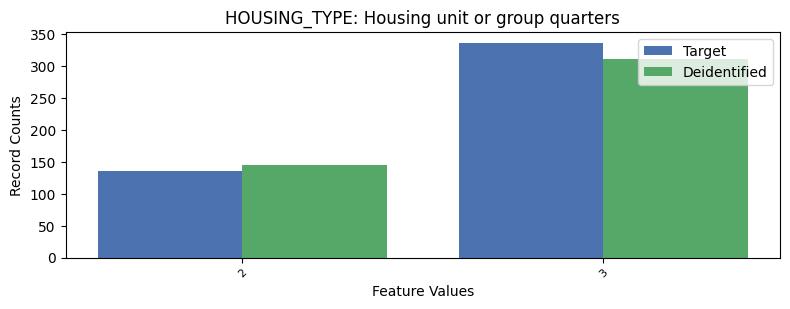 HOUSING_TYPE: Housing unit or group quarters
Record Counts
350
300
250
200
150
100
50
0
Target
Deidentified
2
3
Feature Values